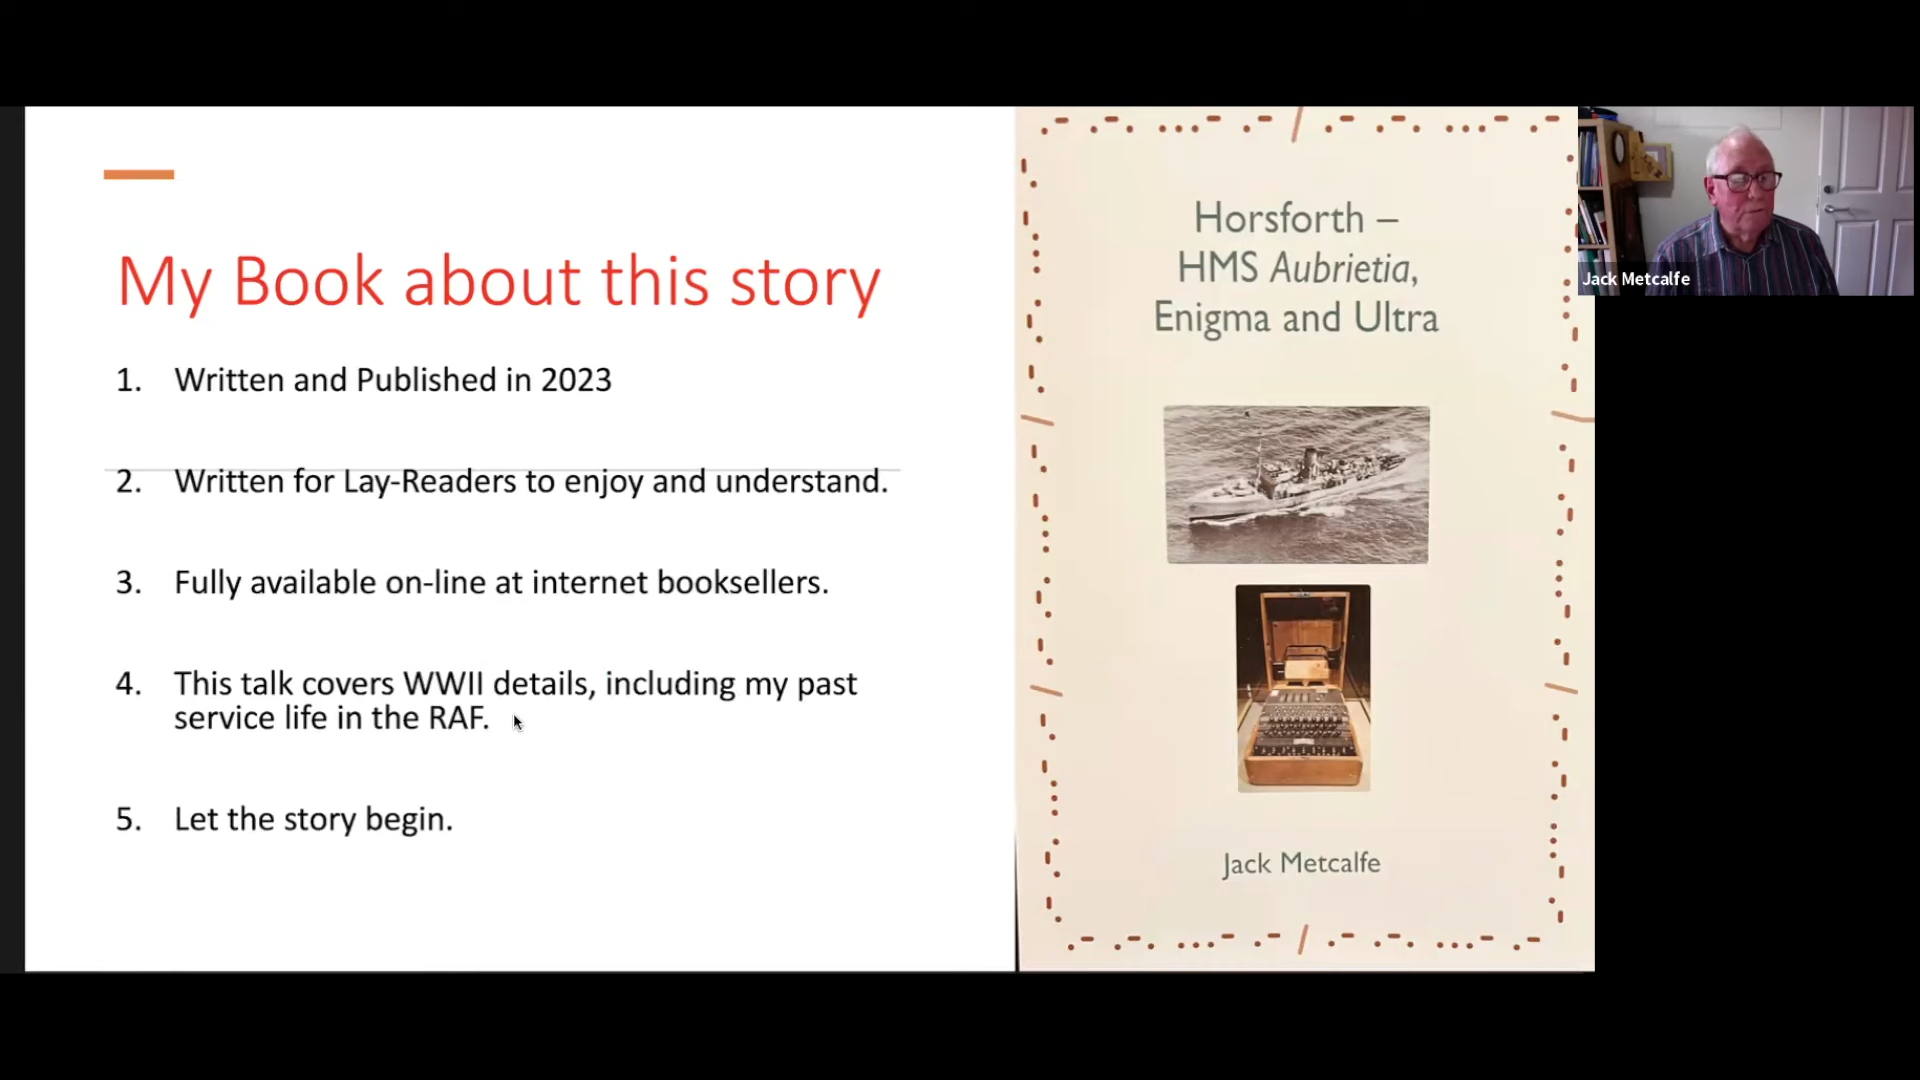 My Book about this story
1. Written and Published in 2023
2. Written for Lay-Readers to enjoy and understand.
3. Fully available on-line at internet booksellers.
4. This talk covers WWII details, including my past
service life in the RAF.
5. Let the story begin.
Horsforth –
HMS Aubrietia,
Enigma and Ultra
Jack Metcalfe
Jack Metcalfe